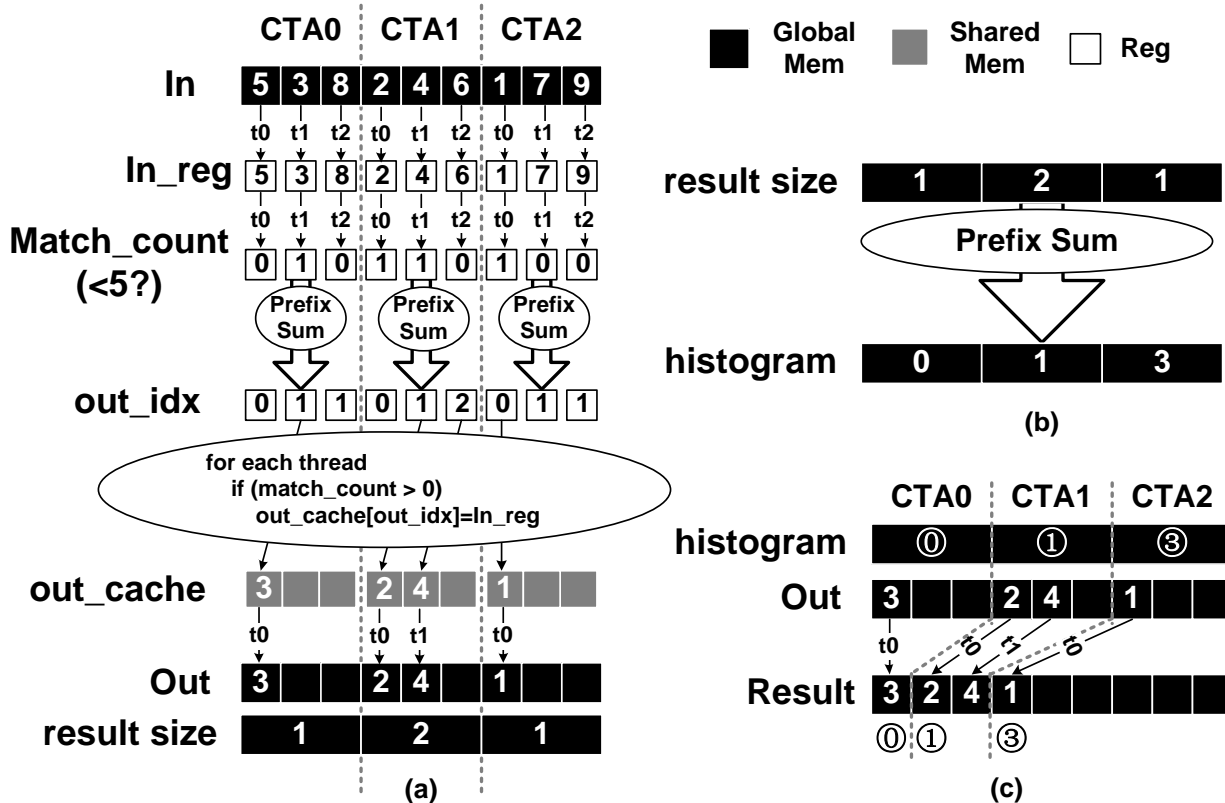 CTA0 CTA1 CTA2
In 5 3 8 2 4 6 1 7 9
t0 t1 t2 t0 t1 t2 t0 t1 t2
In_reg 5 3 8 2 4 6 1 7 9
t0 t1 t2 t0 t1 t2 t0 t1 t2
Match_count
(<5?)
0 1 0 1 1 0 1 0 0
Prefix Prefix Prefix
Sum Sum Sum
out_idx 0 1 1 0 1 2 0 1 1
for each thread
if (match_count > 0)
out_cache[out_idx]=In_reg
out_cache 3 2 4 1
t0 t0 t1 t0
Out 3 2 4 1
result size 1 2 1
(a)
Global
Mem
Shared
Mem
Reg
result size 1 2 1
Prefix Sum
histogram 0 1 3
(b)
CTA0 CTA1 CTA2
histogram ⓪ ① ③
Out 3 2 4 1
t0 t0 t1 t0
Result 3 2 4 1
⓪ ① ③
(c)